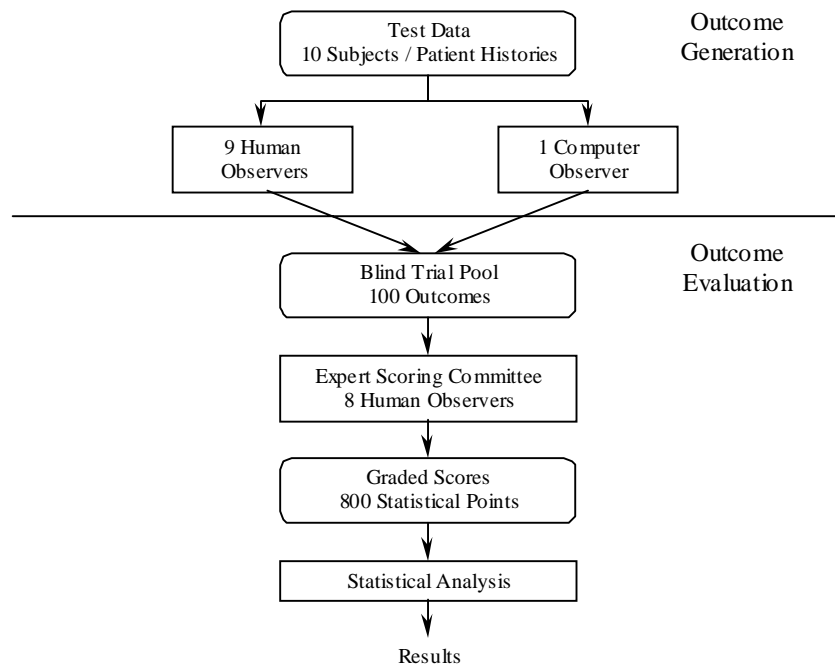 Test Data
10 Subjects / Patient Histories
Outcome
Generation
9 Human
Observers
1 Computer
Observer
Outcome
Evaluation
Blind Trial Pool
100 Outcomes
Expert Scoring Committee
8 Human Observers
Graded Scores
800 Statistical Points
Statistical Analysis
Results